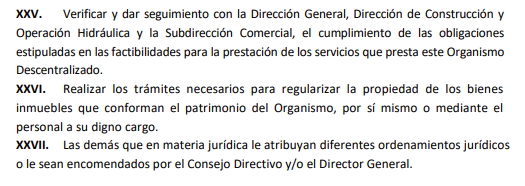 XXV. Verificar y dar seguimiento con la Dirección General, Dirección de Construcción y
Operación Hidráulica y la Subdirección Comercial, el cumplimiento de las obligaciones
estipuladas en las factibilidades para la prestación de los servicios que presta este Organismo
Descentralizado.
XXVI. Realizar los trámites necesarios para regularizar la propiedad de los bienes
inmuebles que conforman el patrimonio del Organismo, por sí mismo o mediante el
personal a su digno cargo.
XXVII. Las demás que en materia jurídica le atribuyan diferentes ordenamientos jurídicos
o le sean encomendados por el Consejo Directivo y/o el Director General.